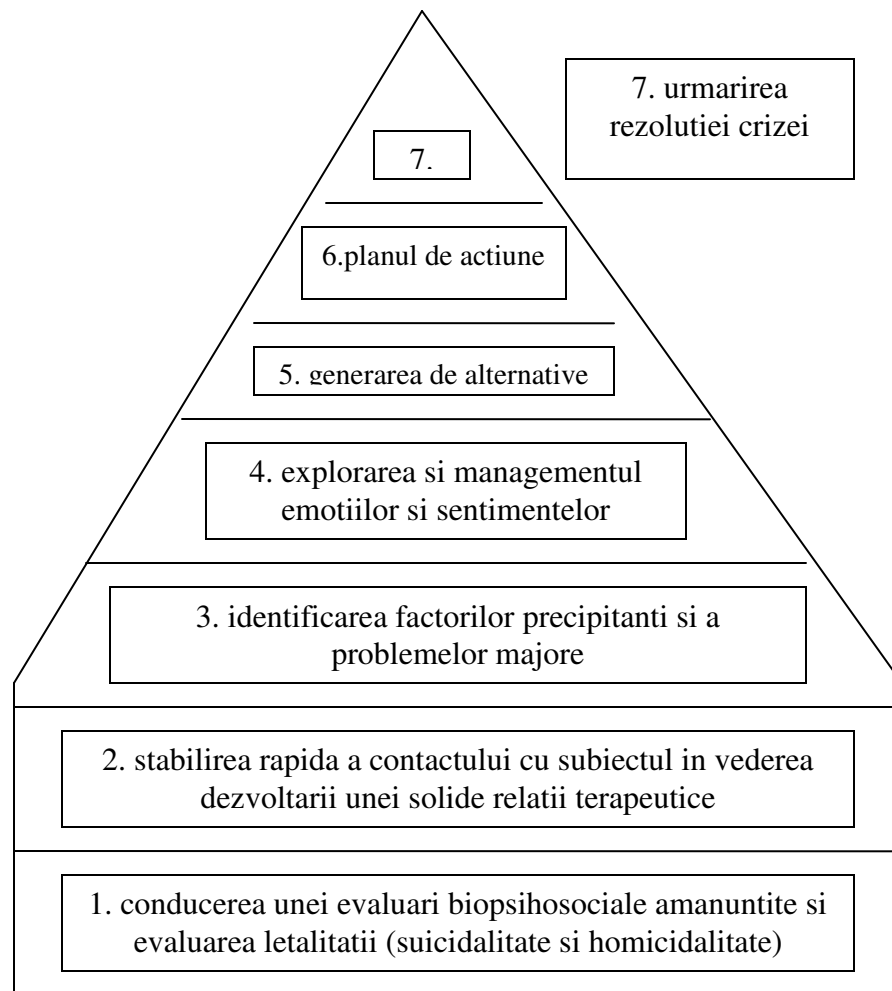 7. urmarirea
rezolutiei crizei
7.
6.planul de actiune
5. generarea de alternative
4. explorarea si managementul
emotiilor si sentimentelor
3. identificarea factorilor precipitanti si a
problemelor majore
2. stabilirea rapida a contactului cu subiectul in vederea
dezvoltarii unei solide relatii terapeutice
1. conducerea unei evaluari biopsihosociale amanuntite si
evaluarea letalitatii (suicidalitate si homicidalitate)